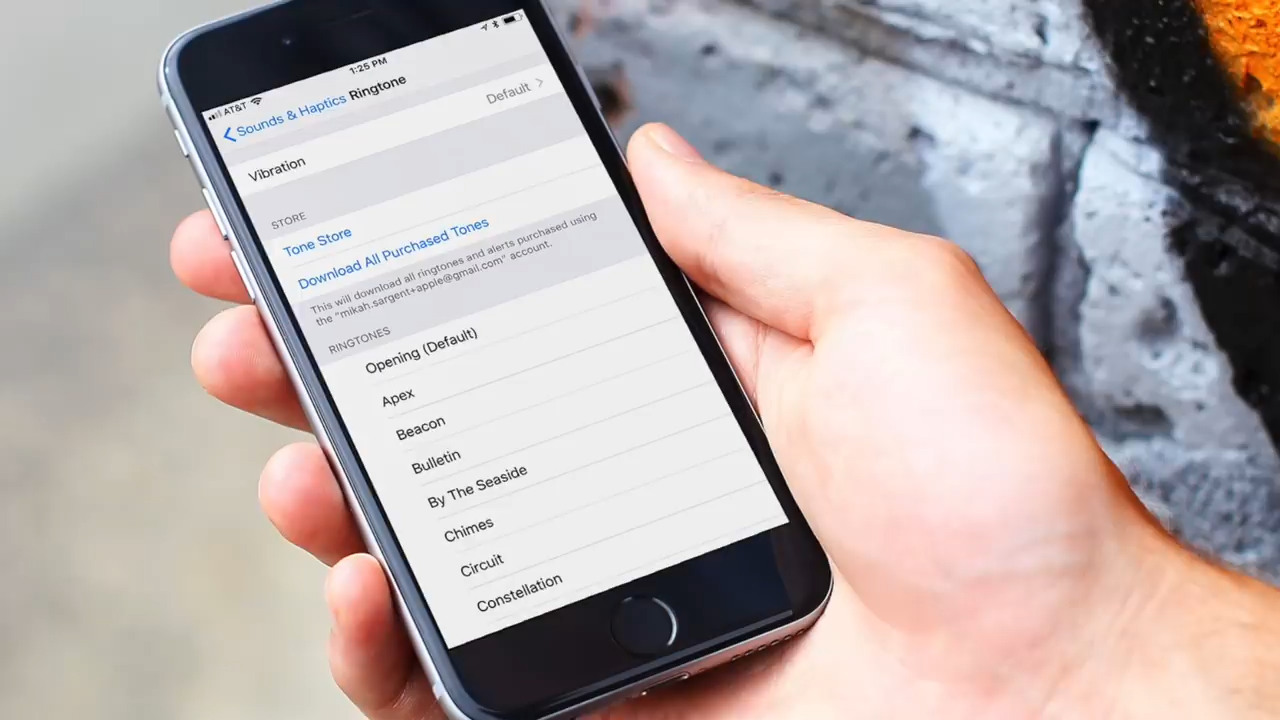 AT&T
1:25 PM
Sounds & Haptics
Ringtone
Vibration
Default
STORE
Tone Store
Download All Purchased Tones
This will download all ringtones and alerts purchased using
the "mikah.sargent+apple@gmail.com" account.
RINGTONES
Opening (Default)
Apex
Beacon
Bulletin
By The Seaside
Chimes
Circuit
Constellation